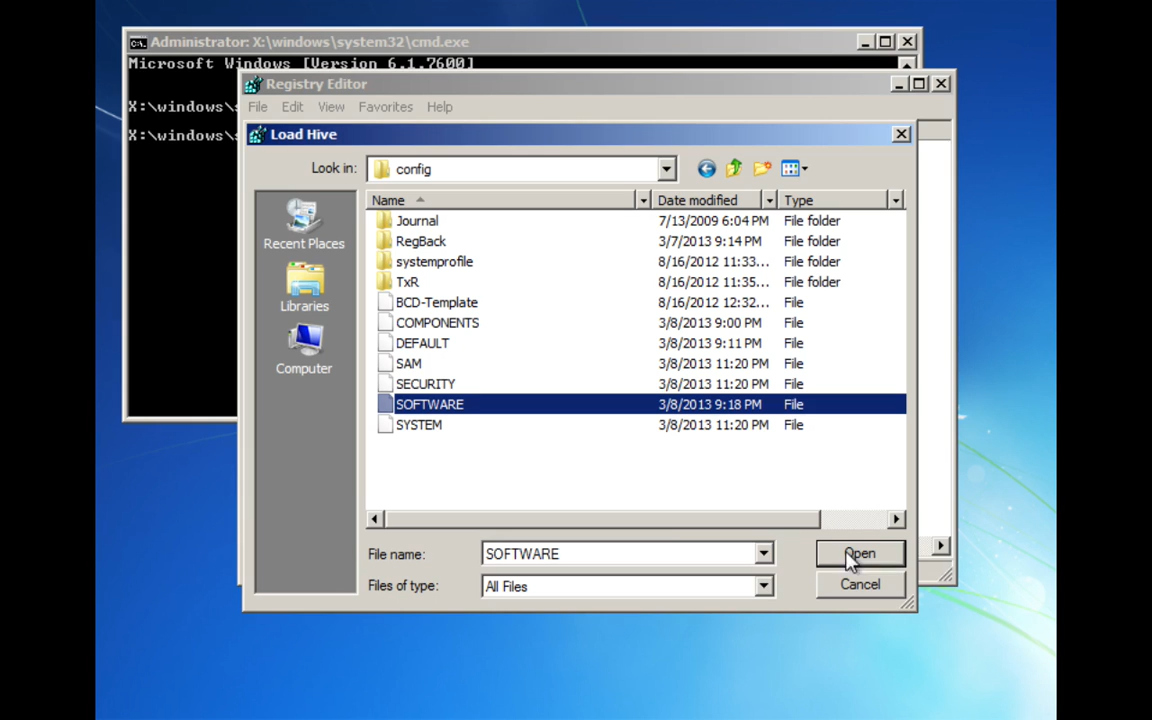 Administrator: X:\windows\system32\cmd.exe
Microsoft Windows [Version 6.1.7600]
Registry Editor
X:\windows\s
File Edit View Favorites Help
X:\windows\s
Load Hive
Look in: config
Name Date modified Type
Journal 7/13/2009 6:04 PM File folder
RegBack 3/7/2013 9:14 PM File folder
systemprofile 8/16/2012 11:33... File folder
TxR 8/16/2012 11:35... File folder
BCD-Template 8/16/2012 12:32... File
COMPONENTS 3/8/2013 9:00 PM File
DEFAULT 3/8/2013 9:11 PM File
SAM 3/8/2013 11:20 PM File
SECURITY 3/8/2013 11:20 PM File
SOFTWARE 3/8/2013 9:18 PM File
SYSTEM 3/8/2013 11:20 PM File
Recent Places
Libraries
Computer
File name: SOFTWARE Open
Files of type: All Files Cancel